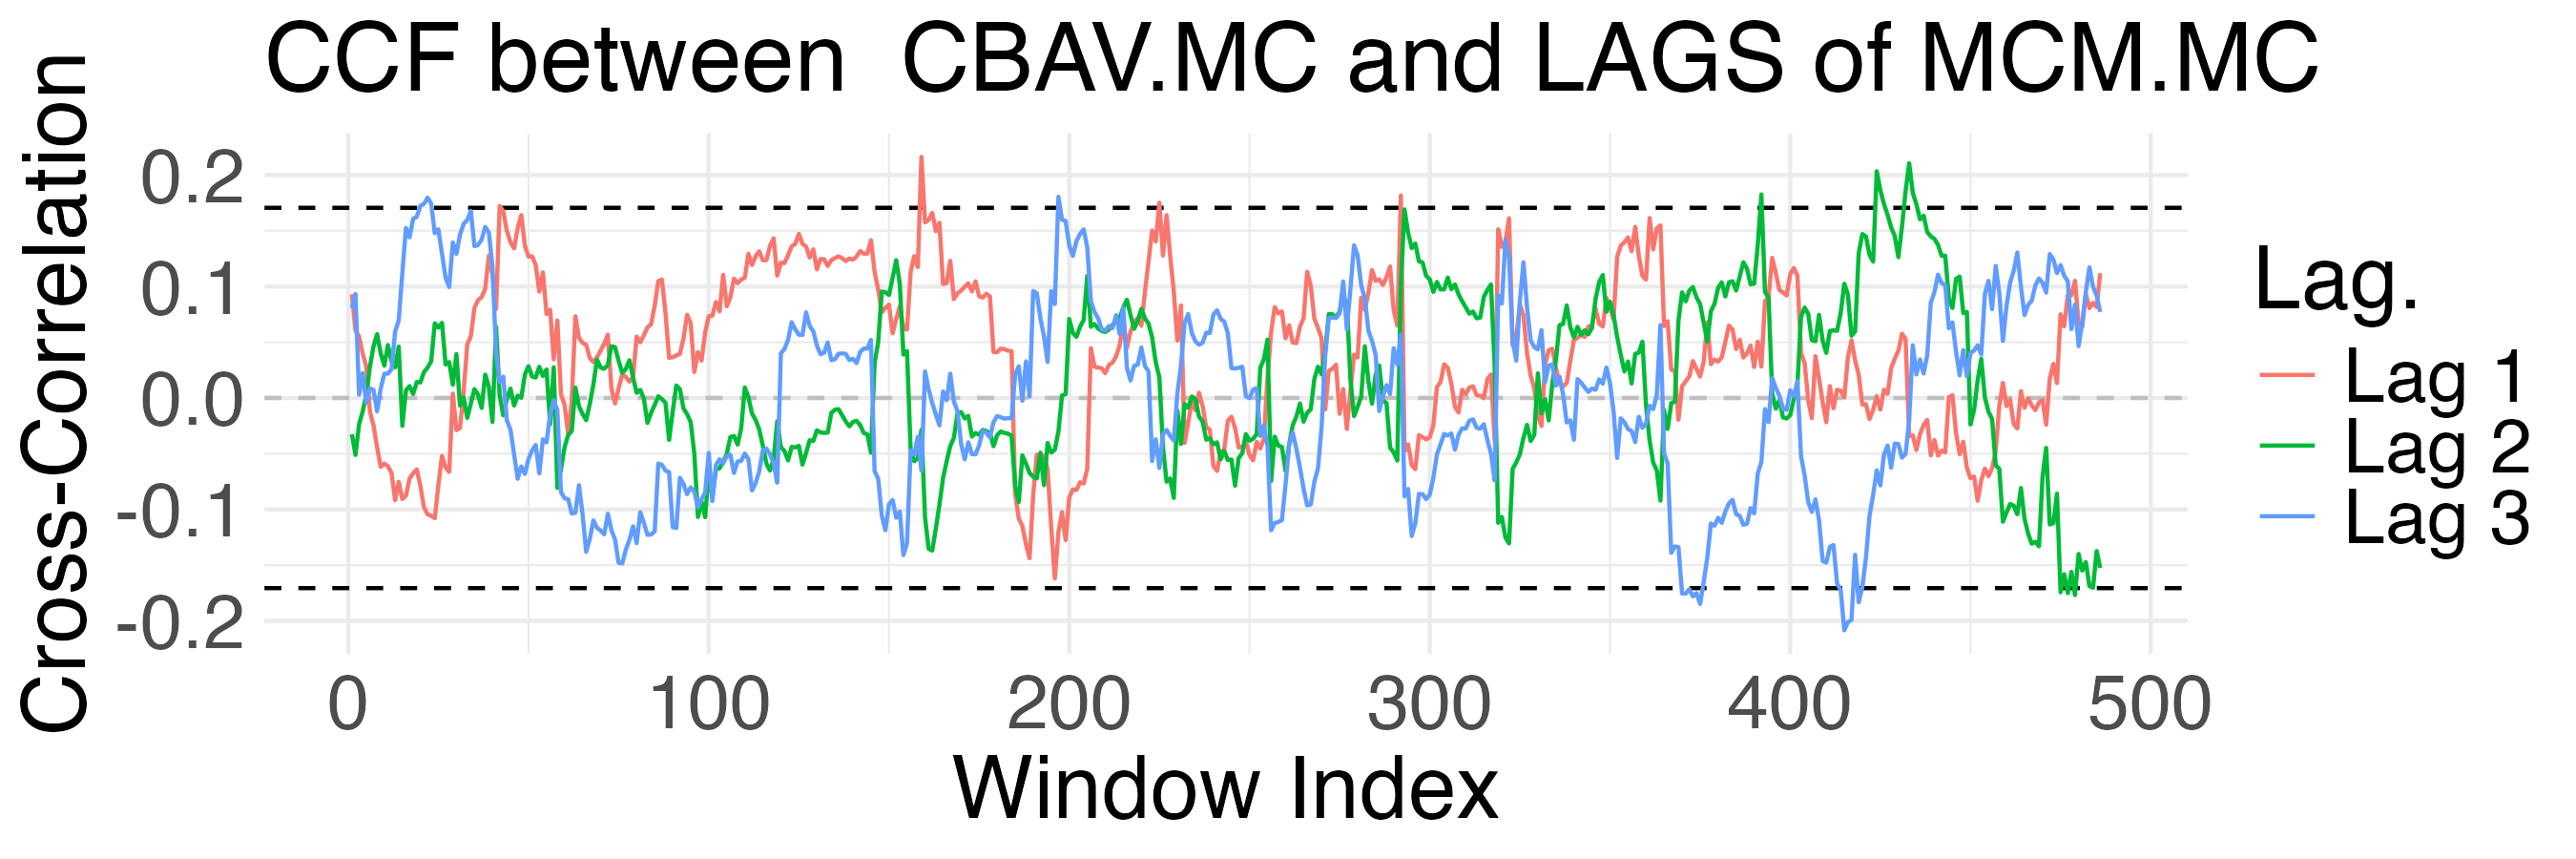 CCF between  CBAV.MC and LAGS of MCM.MC
Cross-Correlation
0.2
0.1
0.0
-0.1
-0.2
0 100 200 300 400 500
Window Index
Lag.
Lag 1
Lag 2
Lag 3